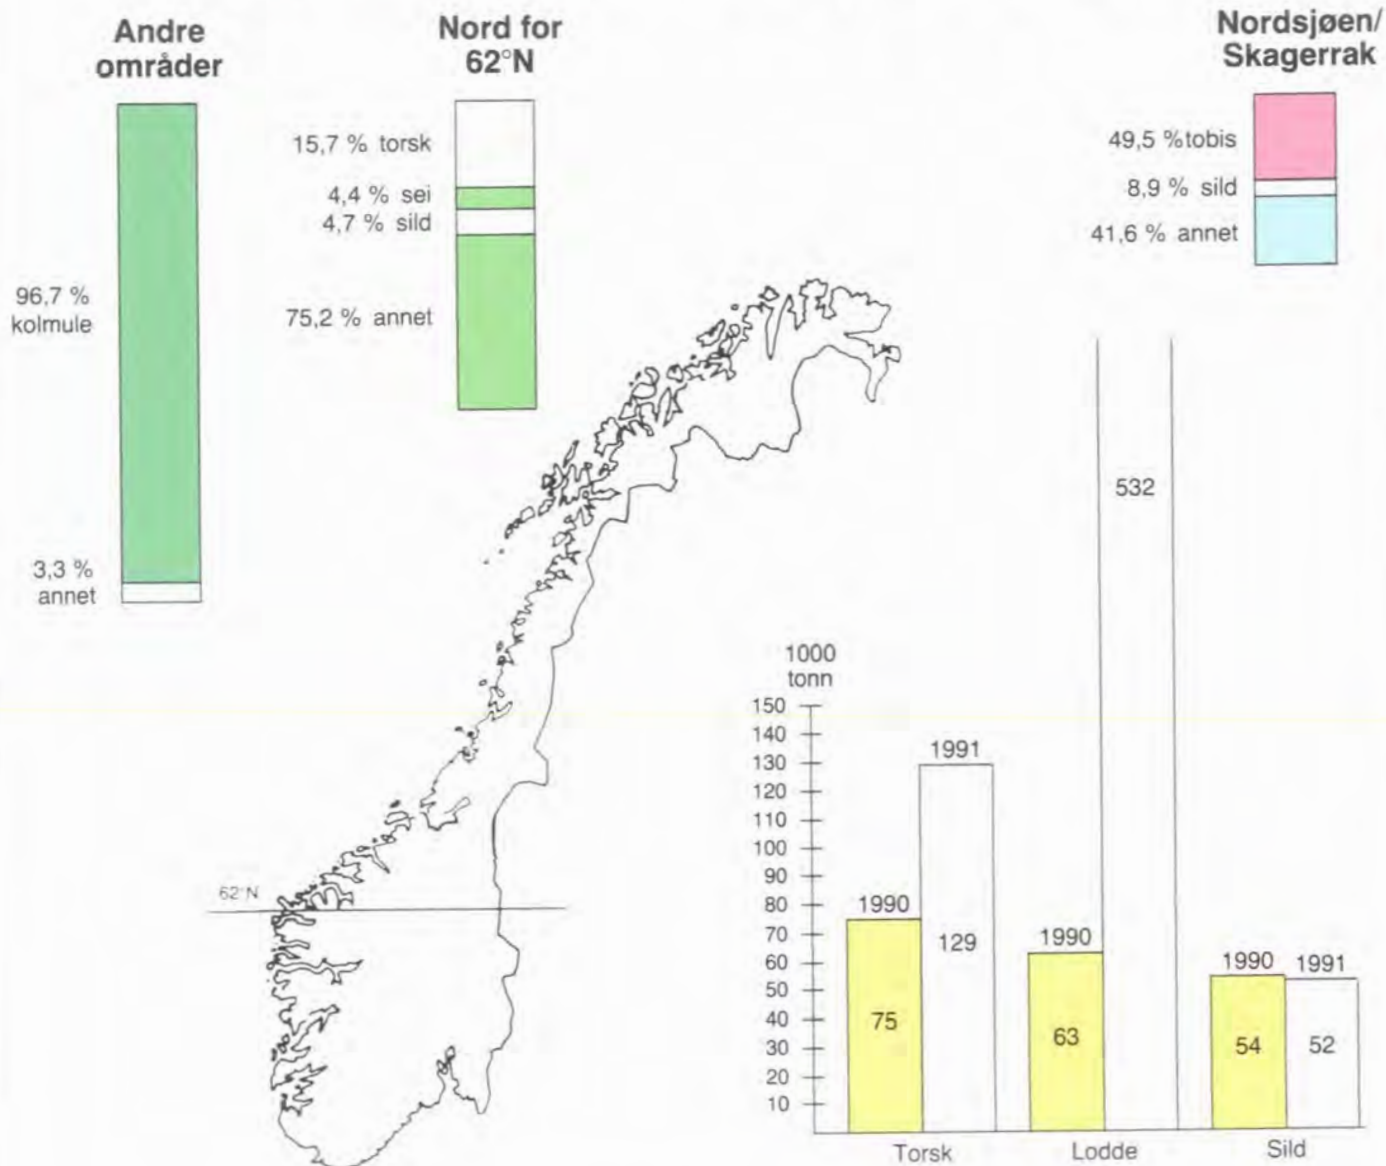 Andre
områder
96,7 %
kolmule
3,3 %
annet
Nord for
62°N
15,7 % torsk
4,4 % sei
4,7 % sild
75,2 % annet
Nordsjøen/
Skagerrak
49,5 %tobis
8,9 % sild
41,6 % annet
62°N
1000
tonn
150
140
130
120
110
100
90
80
70
60
50
40
30
20
10
1990
75
1991
129
Torsk
1990
63
532
Lodde
1990
54
1991
52
Sild